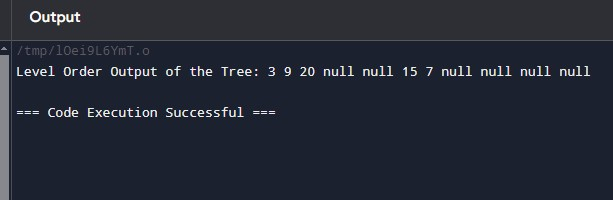 Output
/tmp/lOei9L6YmT.o
Level Order Output of the Tree: 3 9 20 null null 15 7 null null null null
=== Code Execution Successful ===